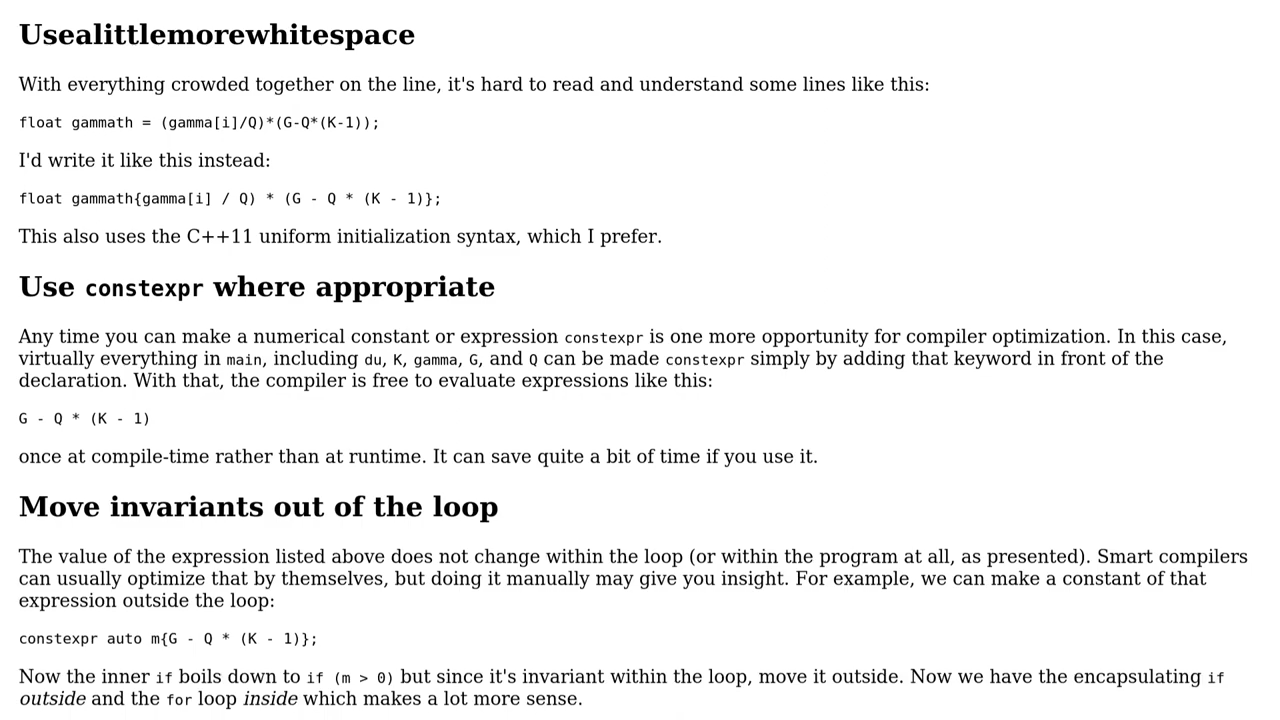 Usealittlemorewhitespace
With everything crowded together on the line, it's hard to read and understand some lines like this:
float gammath = (gamma[i]/Q)*(G-Q*(K-1));
I'd write it like this instead:
float gammath{gamma[i] / Q) * (G - Q * (K - 1)};
This also uses the C++11 uniform initialization syntax, which I prefer.
Use constexpr where appropriate
Any time you can make a numerical constant or expression constexpr is one more opportunity for compiler optimization. In this case,
virtually everything in main, including du, K, gamma, G, and Q can be made constexpr simply by adding that keyword in front of the
declaration. With that, the compiler is free to evaluate expressions like this:
G - Q * (K - 1)
once at compile-time rather than at runtime. It can save quite a bit of time if you use it.
Move invariants out of the loop
The value of the expression listed above does not change within the loop (or within the program at all, as presented). Smart compilers
can usually optimize that by themselves, but doing it manually may give you insight. For example, we can make a constant of that
expression outside the loop:
constexpr auto m{G - Q * (K - 1)};
Now the inner if boils down to if (m > 0) but since it's invariant within the loop, move it outside. Now we have the encapsulating if
outside and the for loop inside which makes a lot more sense.